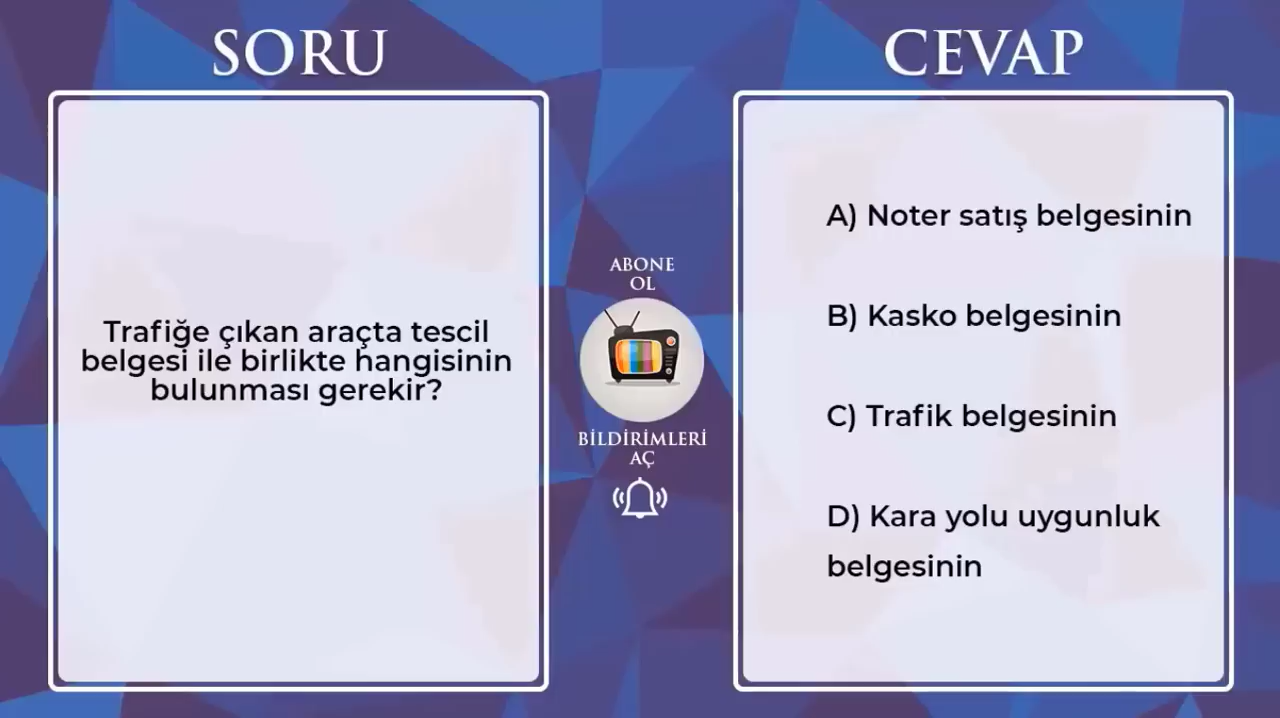 SORU
Trafiğe çıkan araçta tescil
belgesi ile birlikte hangisinin
bulunması gerekir?
ABONE
OL
BİLDİRİMLERİ
AÇ
CEVAP
A) Noter satış belgesinin
B) Kasko belgesinin
C) Trafik belgesinin
D) Kara yolu uygunluk
belgesinin